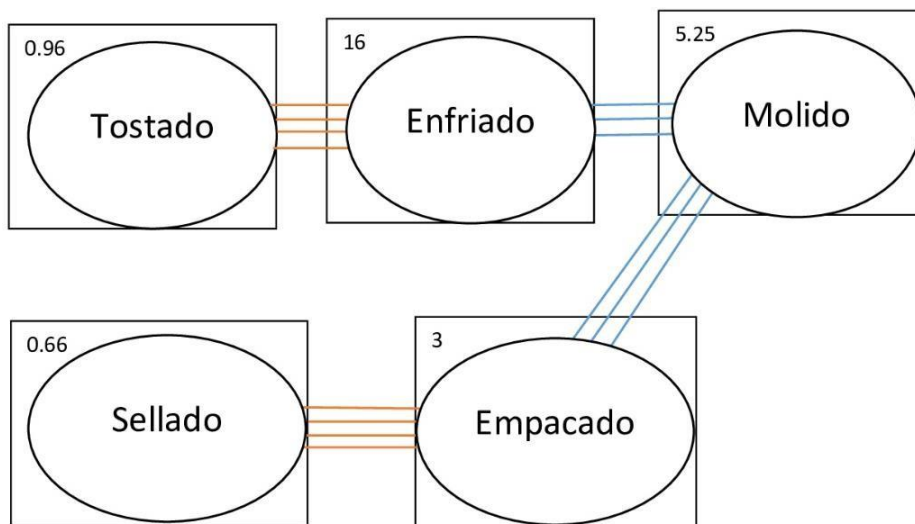 0.96
Tostado
16
Enfriado
5.25
Molido
0.66
Sellado
3
Empacado